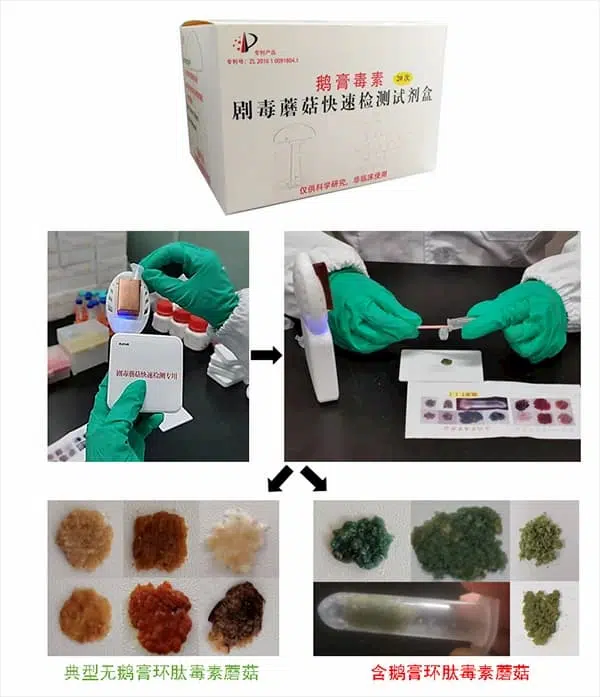 专利产品
专利号：ZL 2016 1 0091804.1
鹅膏毒素
20次
剧毒蘑菇快速检测试剂盒
仅供科学研究，非临床使用
剧毒蘑菇快速检测专用
典型无鹅膏环肽毒素蘑菇
含鹅膏环肽毒素蘑菇